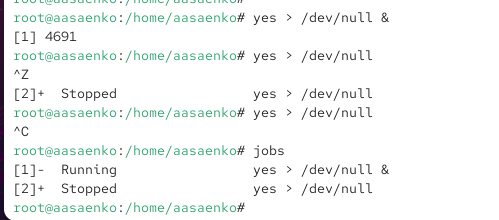 root@aasaenko:/home/aasaenko# yes > /dev/null &
[1] 4691
root@aasaenko:/home/aasaenko# yes > /dev/null
^Z
[2]+  Stopped                 yes > /dev/null
root@aasaenko:/home/aasaenko# yes > /dev/null
^C
root@aasaenko:/home/aasaenko# jobs
[1]-  Running                 yes > /dev/null &
[2]+  Stopped                 yes > /dev/null
root@aasaenko:/home/aasaenko#